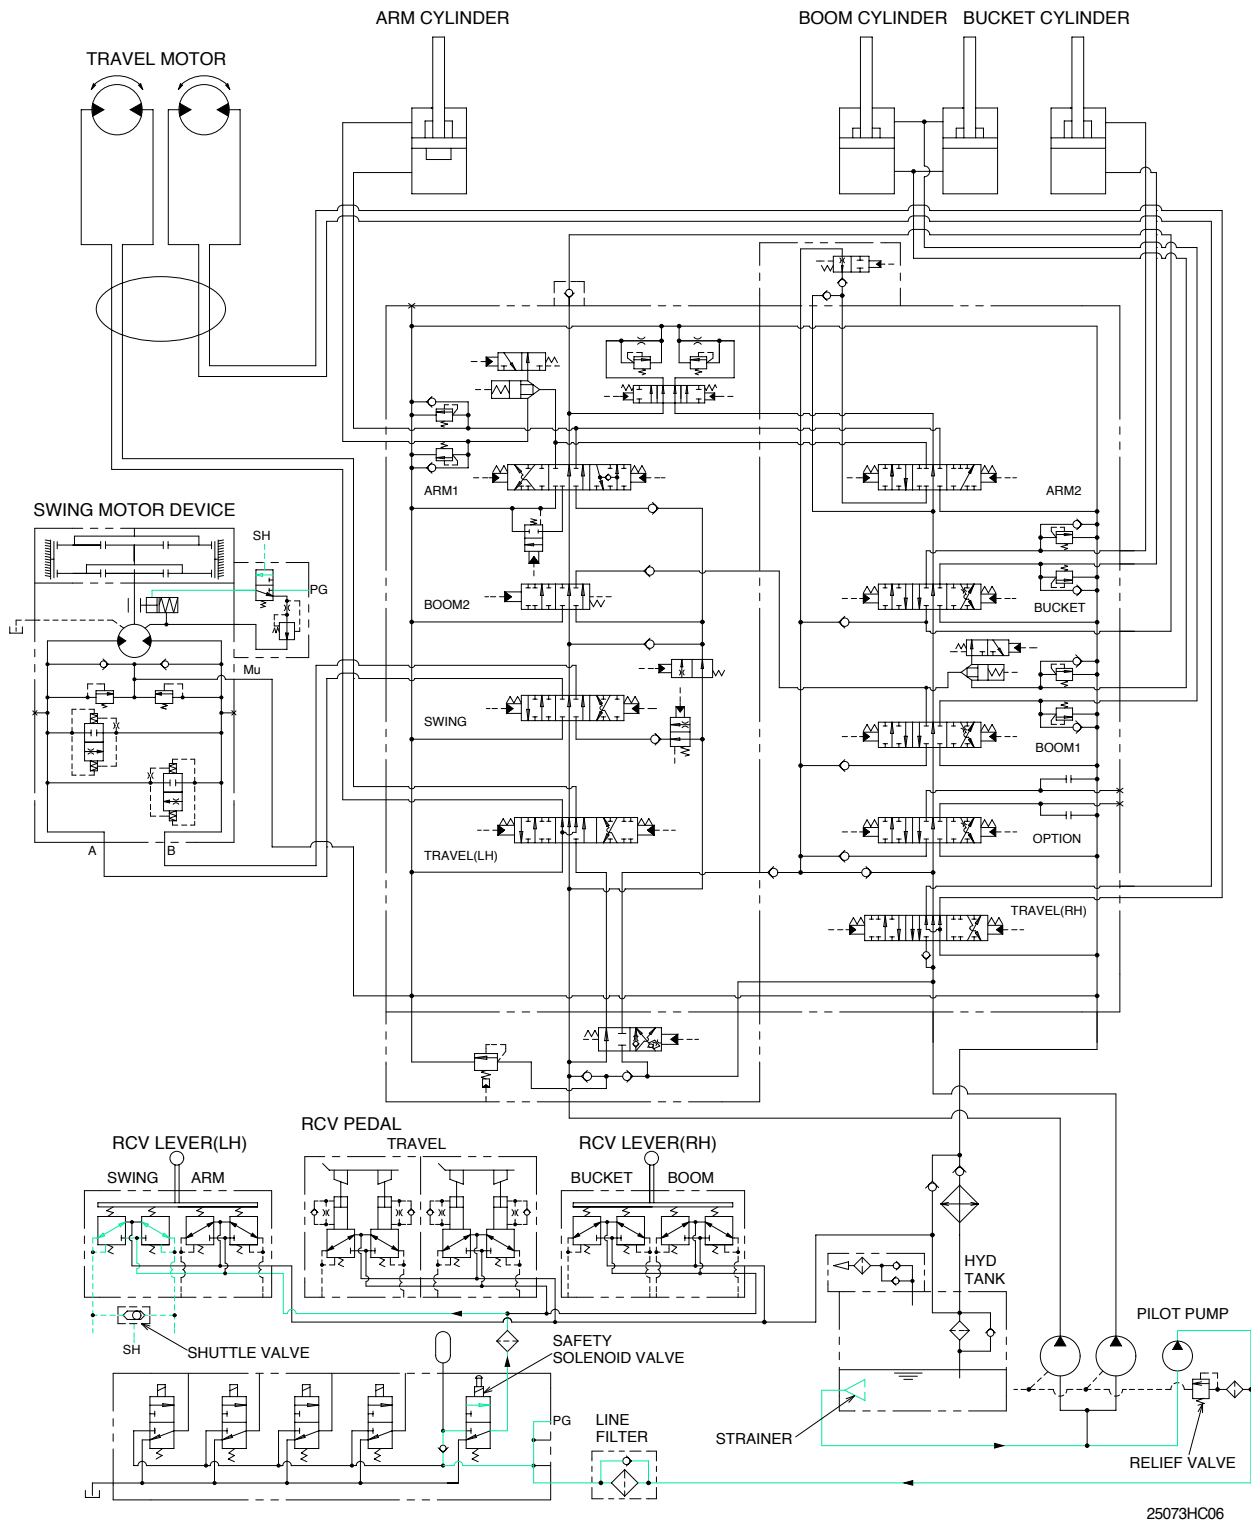 ARM CYLINDER
BOOM CYLINDER
BUCKET CYLINDER
TRAVEL MOTOR
ARM1
ARM2
SWING MOTOR DEVICE
SH
PG
BOOM2
BUCKET
Mu
SWING
BOOM1
OPTION
A
B
TRAVEL(LH)
TRAVEL(RH)
RCV PEDAL
RCV LEVER(LH)
TRAVEL
RCV LEVER(RH)
SWING
ARM
BUCKET
BOOM
HYD
TANK
PILOT PUMP
SH
SHUTTLE VALVE
SAFETY
SOLENOID VALVE
PG
LINE
FILTER
STRAINER
RELIEF VALVE
25073HC06